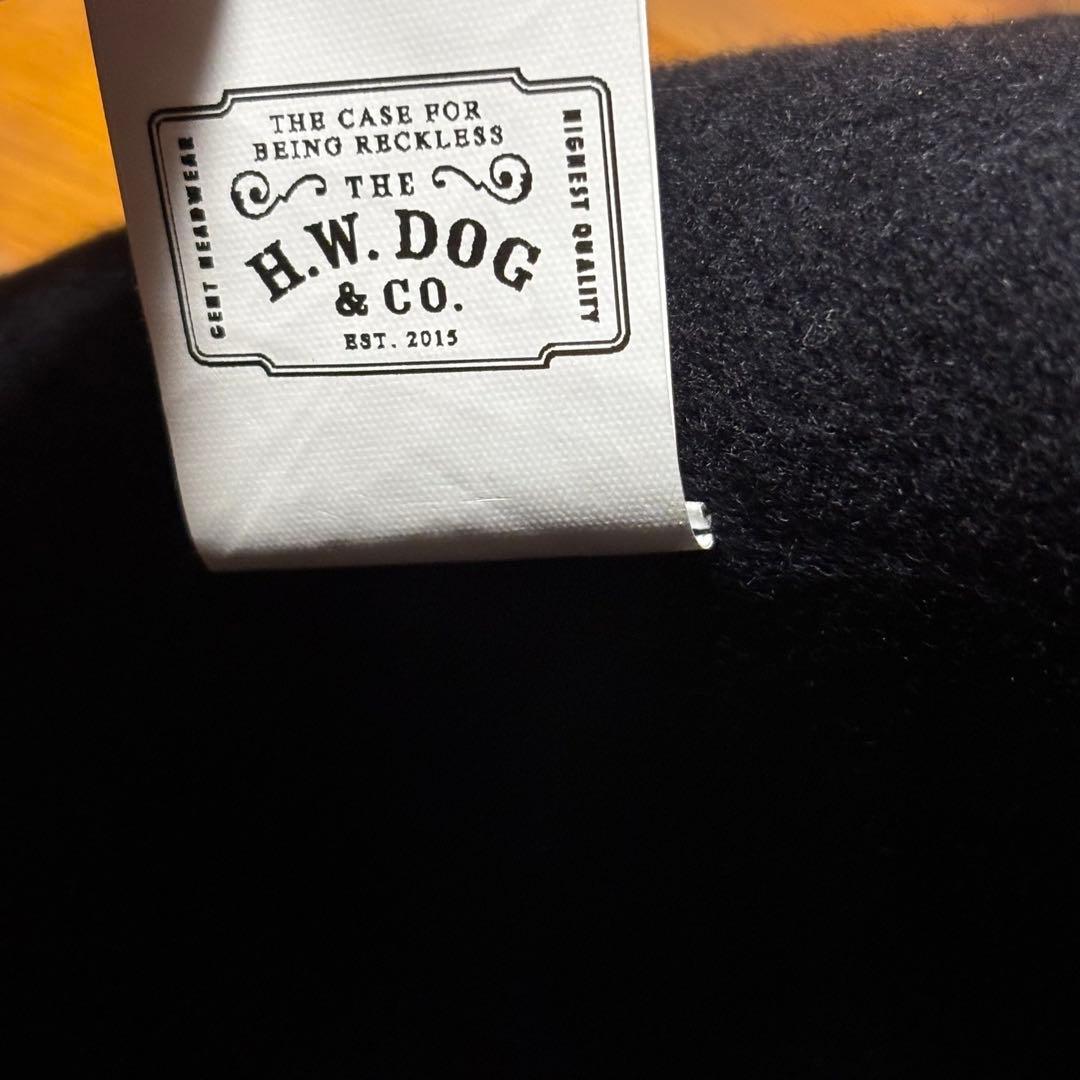 THE CASE FOR
BEING RECKLESS
THE
H.W. DOG
& CO.
EST. 2015
GENT HEADWEAR
HIGHEST QUALITY